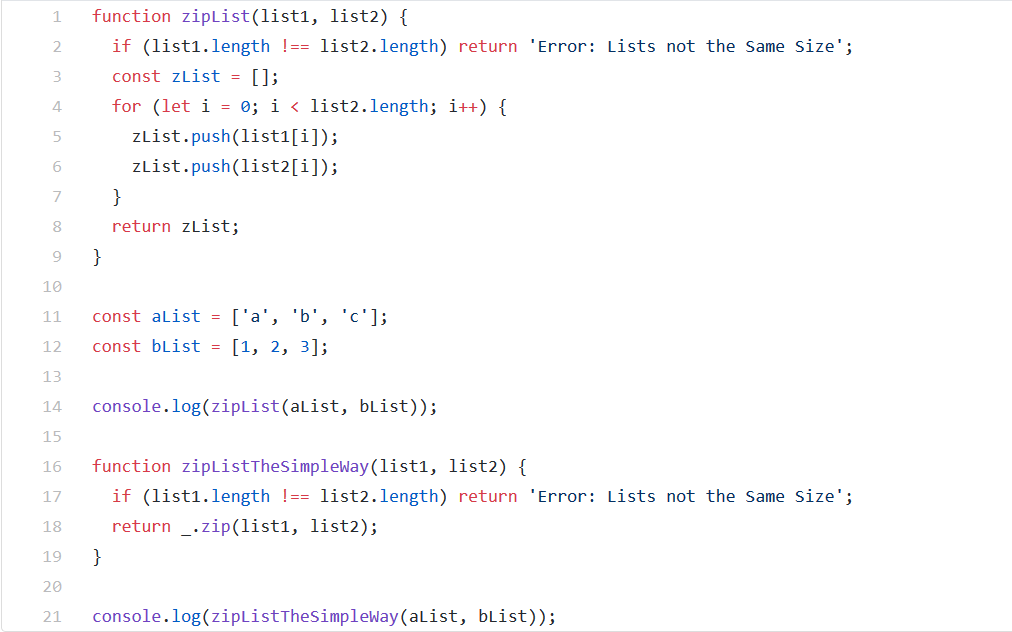 1 function zipList(list1, list2) {
2 if (list1.length !== list2.length) return 'Error: Lists not the Same Size';
3 const zList = [];
4 for (let i = 0; i < list2.length; i++) {
5 zList.push(list1[i]);
6 zList.push(list2[i]);
7 }
8 return zList;
9 }
10
11 const aList = ['a', 'b', 'c'];
12 const bList = [1, 2, 3];
13
14 console.log(zipList(aList, bList));
15
16 function zipListTheSimpleWay(list1, list2) {
17 if (list1.length !== list2.length) return 'Error: Lists not the Same Size';
18 return _.zip(list1, list2);
19 }
20
21 console.log(zipListTheSimpleWay(aList, bList));